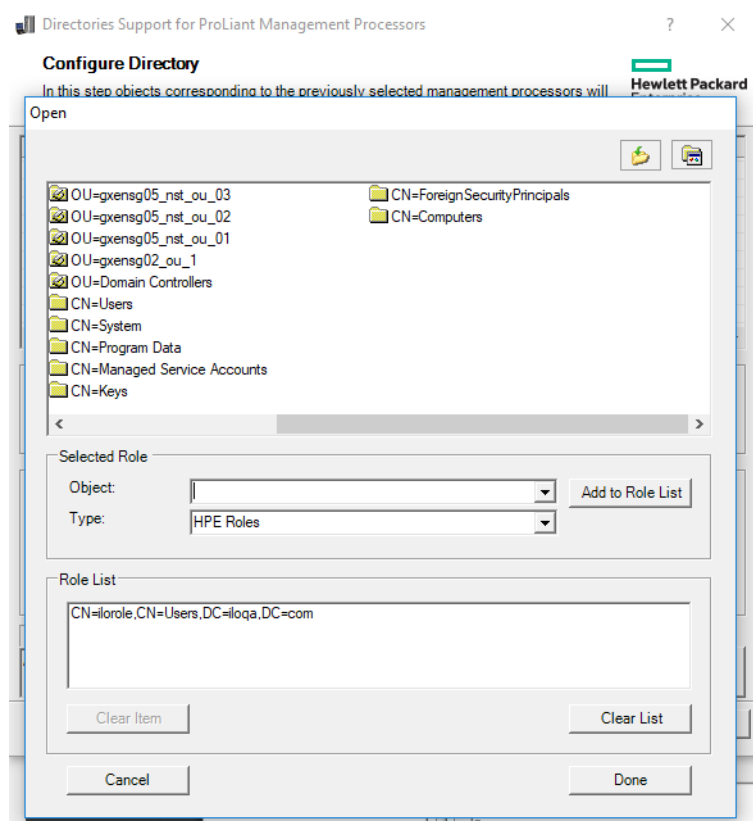 Directories Support for ProLiant Management Processors
Configure Directory
In this step objects corresponding to the previously selected management processors will
Hewlett Packard
Open
OU=gxensg05_nst_ou_03
OU=gxensg05_nst_ou_02
OU=gxensg05_nst_ou_01
OU=gxensg02_ou_1
OU=Domain Controllers
CN=Users
CN=System
CN=Program Data
CN=Managed Service Accounts
CN=Keys
CN=ForeignSecurityPrincipals
CN=Computers
Selected Role
Object:
Add to Role List
Type:
HPE Roles
Role List
CN=ilorole,CN=Users,DC=iloqa,DC=com
Clear Item
Clear List
Cancel
Done